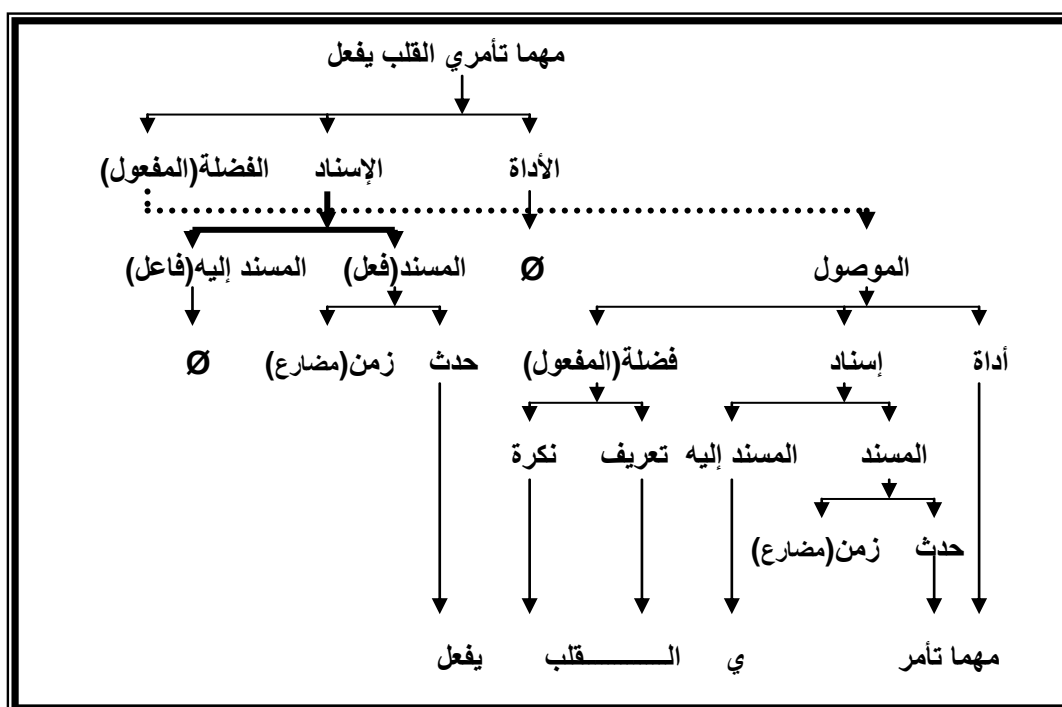 مهما تأمري القلب يفعل
الأداة الإسناد الفضلة(المفعول)
الموصول Ø المسند(فعل) المسند إليه(فاعل)
أداة إسناد فضلة(المفعول) حدث زمن(مضارع) Ø
المسند المسند إليه تعريف نكرة
حدث زمن(مضارع)
مهما تأمر ي الـــــــــقلب يفعل